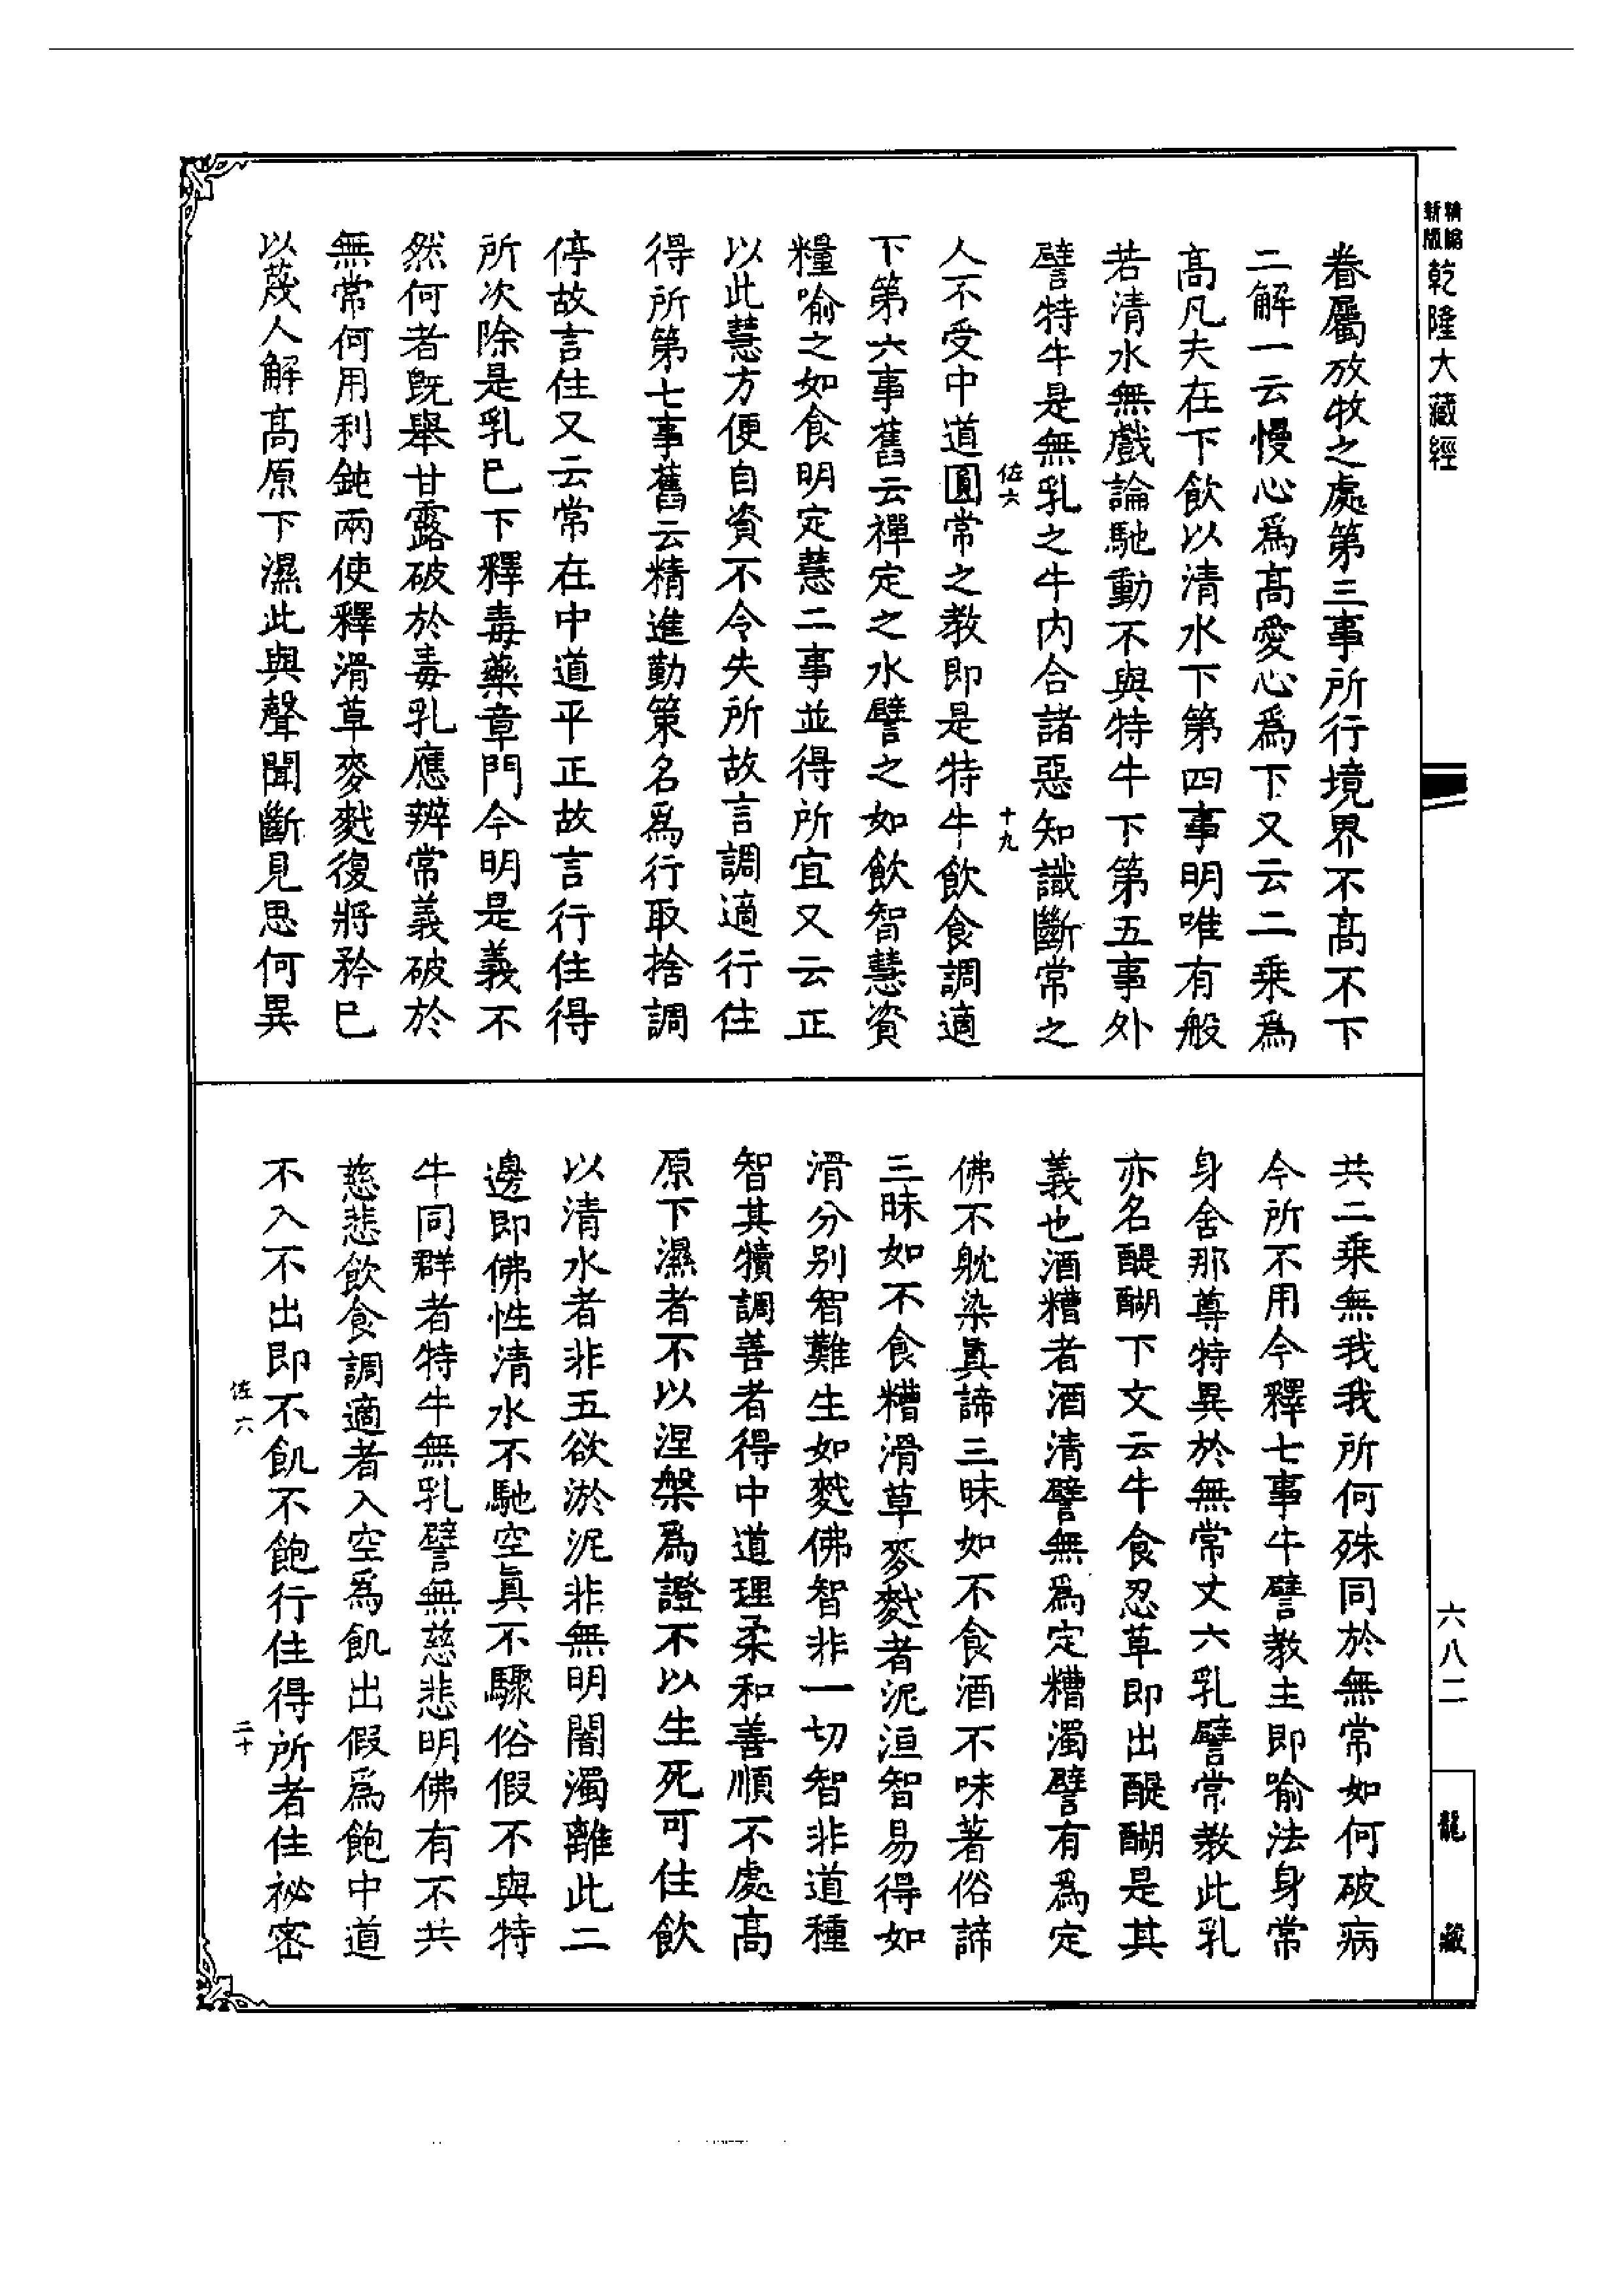 新編
精版
乾隆大藏經
眷屬放牧之處第三事所行境界不高不下
二解一云慢心為高愛心為下又云二乘為
高凡夫在下飲以清水下第四事明唯有般
若清水無戲論馳動不與特牛下第五事外
譬特牛是無乳之牛內合諸惡知識斷常之
佐六
十九
人不受中道圓常之教即是特牛飲食調適
下第六事舊云禪定之水譬之如飲智慧資
糧喻之如食明定慧二事並得所宜又云正
以此慧方便自資不令失所故言調適行住
得所第七事舊云精進勤策名為行取捨調
停故言住又云常在中道平正故言行住得
所次除是乳已下釋毒藥章門今明是義不
然何者既舉甘露破於毒乳應辨常義破於
無常何用利鈍兩使釋滑草麥䴬復將矜巳
以蔑人解高原下濕此與聲聞斷見思何異
共二乘無我我所何殊同於無常如何破病
今所不用今釋七事牛譬教主即喻法身常
身舍那尊特異於無常丈六乳譬常教此乳
亦名醍醐下文云牛食忍草即出醍醐是其
義也酒糟者酒清譬無為定糟濁譬有為定
佛不躭染真諦三昧如不食酒不味著俗諦
三昧如不食糟滑草麥䴬者泥洹智易得如
滑分別智難生如䴬佛智非一切智非道種
智其犢調善者得中道理柔和善順不處高
原下濕者不以涅槃為證不以生死可住飲
以清水者非五欲淤泥非無明闇濁離此二
邊即佛性清水不馳空真不驟俗假不與特
牛同群者特牛無乳譬無慈悲明佛有不共
慈悲飲食調適者入空為飢出假為飽中道
不入不出即不飢不飽行住得所者住祕密
佐六
二十
六八二
龍藏